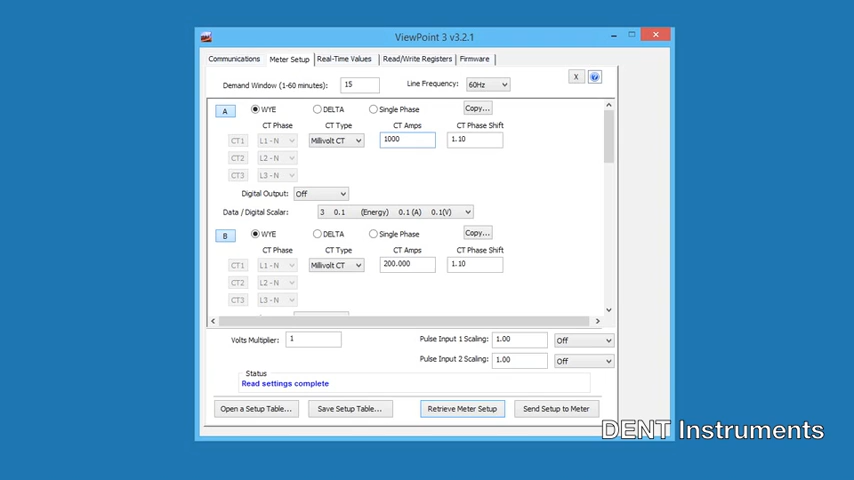 ViewPoint 3 v3.2.1
Communications Meter Setup Real-Time Values Read/Write Registers Firmware
X ?
Demand Window (1-60 minutes): 15 Line Frequency: 60Hz
A WYE DELTA Single Phase Copy...
CT Phase CT Type CT Amps CT Phase Shift
CT1 L1 - N Millivolt CT 1000 1.10
CT2 L2 - N
CT3 L3 - N
Digital Output: Off
Data / Digital Scalar: 3 0.1 (Energy) 0.1 (A) 0.1(V)
B WYE DELTA Single Phase Copy...
CT Phase CT Type CT Amps CT Phase Shift
CT1 L1 - N Millivolt CT 200.000 1.10
CT2 L2 - N
CT3 L3 - N
Volts Multiplier: 1 Pulse Input 1 Scaling: 1.00 Off
Pulse Input 2 Scaling: 1.00 Off
Status
Read settings complete
Open a Setup Table... Save Setup Table... Retrieve Meter Setup Send Setup to Meter
DENT Instruments